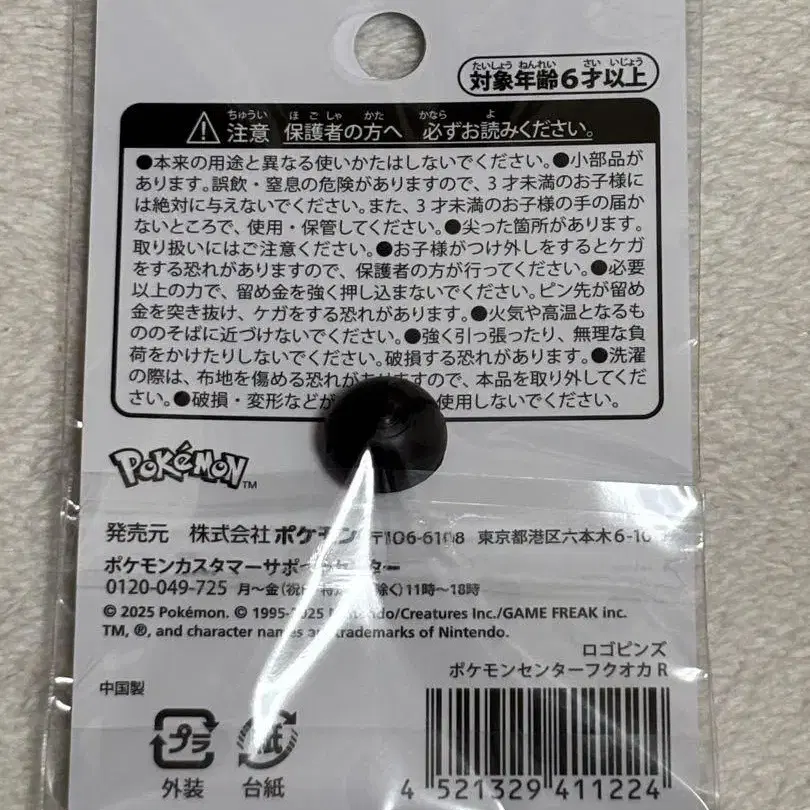 対象年齢6才以上
たいしょう ねんれい さい いじょう
注意 保護者の方へ 必ずお読みください。
ちゅうい ほごしゃ かた かなら よ
●本来の用途と異なる使いかたはしないでください。●小部品が
あります。誤飲・窒息の危険がありますので、3才未満のお子様に
は絶対に与えないでください。また、3才未満のお子様の手の届か
ないところで、使用・保管してください。●尖った箇所があります。
取り扱いにはご注意ください。●お子様がつけ外しをするとケガ
をする恐れがありますので、保護者の方が行ってください。●必要
以上の力で、留め金を強く押し込まないでください。ピン先が留め
金を突き抜け、ケガをする恐れがあります。●火気や高温となるも
ののそばに近づけないでください。●強く引っ張ったり、無理な負
荷をかけたりしないでください。破損する恐れがあります。●洗濯
の際は、布地を傷める恐れがありますので、本品を取り外してくだ
さい。●破損・変形などが 使用しないでください。
POKéMON™
発売元 株式会社ポケモン 〒106-6108 東京都港区六本木6-10
ポケモンカスタマーサポートセンター
0120-049-725 月〜金(祝日 除く)11時〜18時
© 2025 Pokémon. © 1995-2025 Nintendo/Creatures Inc./GAME FREAK inc.
TM, ®, and character names are trademarks of Nintendo.
ロゴピンズ
ポケモンセンターフクオカ R
中国製
プラ
外装
紙
台紙
4 521329 411224